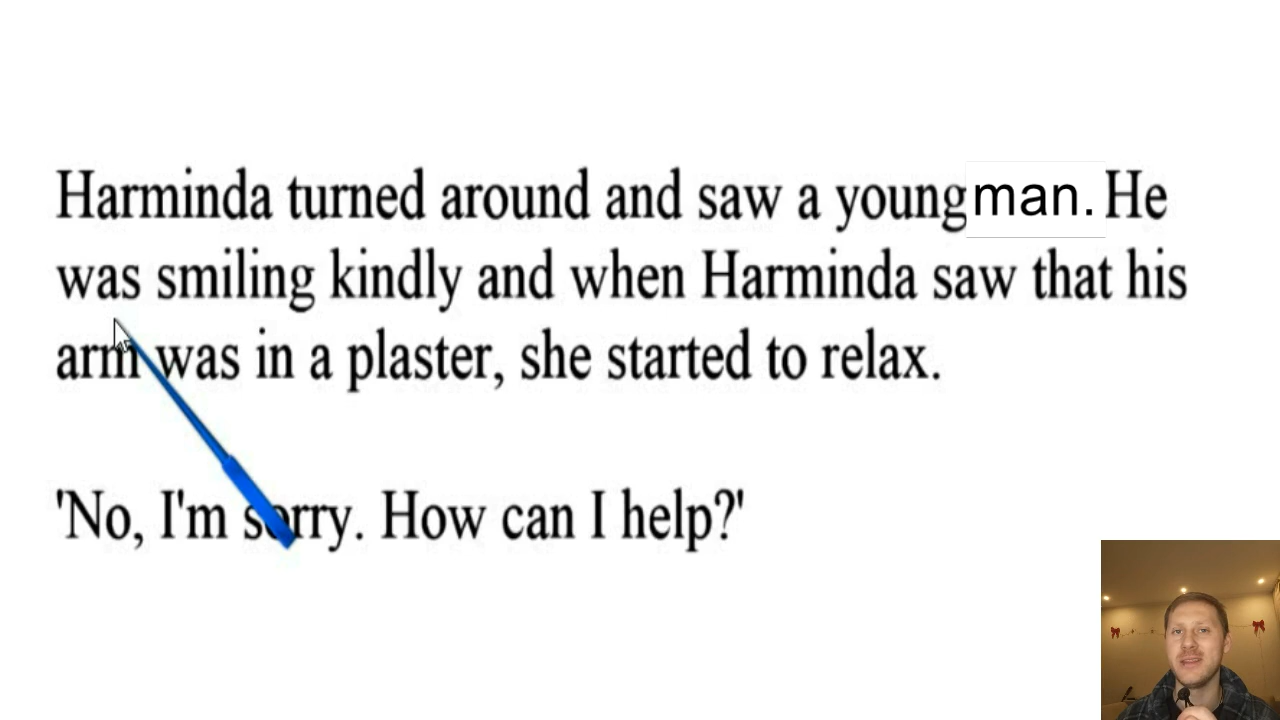 Harminda turned around and saw a young man. He
was smiling kindly and when Harminda saw that his
arm was in a plaster, she started to relax.
'No, I'm sorry. How can I help?'